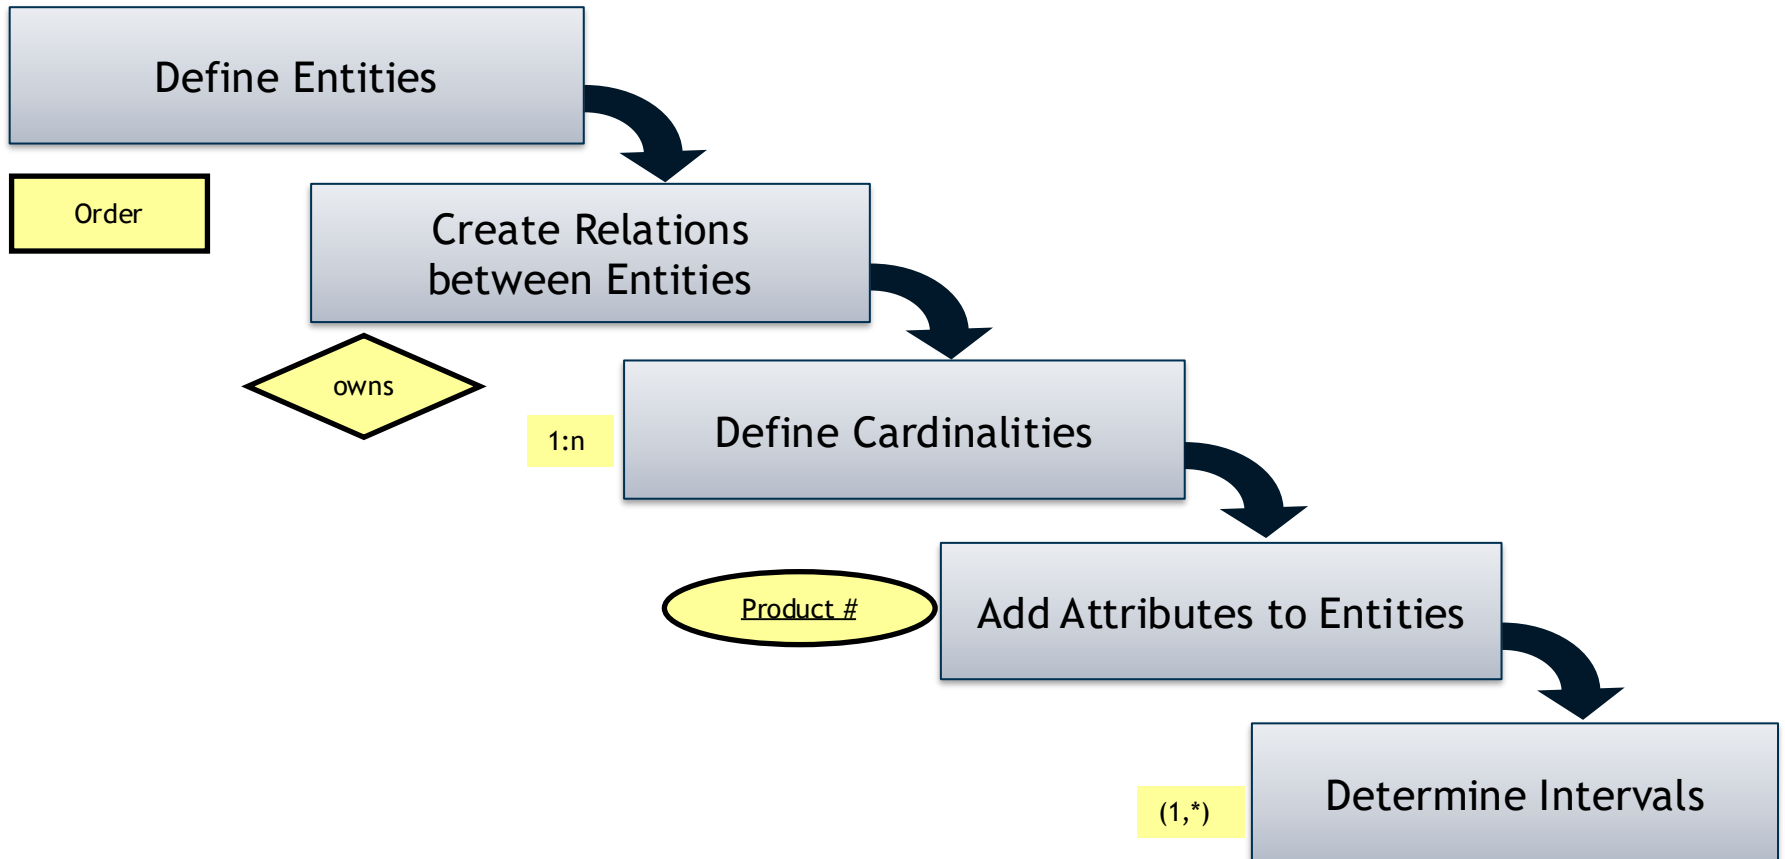 Define Entities
Order
Create Relations
between Entities
owns
Define Cardinalities
1:n
Add Attributes to Entities
Product #
Determine Intervals
(1,*)